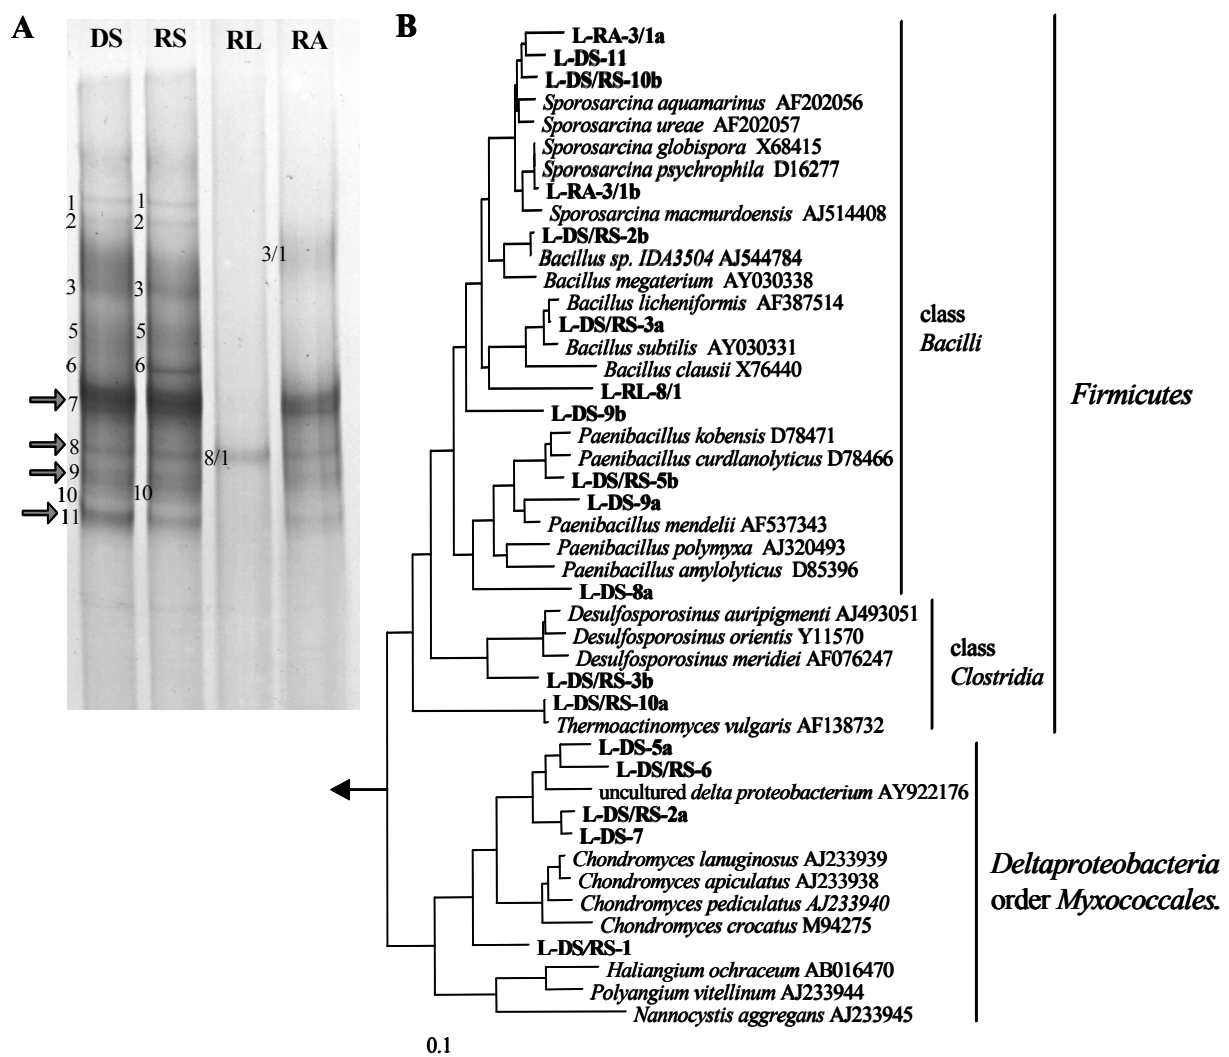 A
DS RS RL RA
1 1
2 2
3/1
3 3
5 5
6 6
7
8
8/1
9
10 10
11
B
L-RA-3/1a
L-DS-11
L-DS/RS-10b
Sporosarcina aquamarinus AF202056
Sporosarcina ureae AF202057
Sporosarcina globispora X68415
Sporosarcina psychrophila D16277
L-RA-3/1b
Sporosarcina macmurdoensis AJ514408
L-DS/RS-2b
Bacillus sp. IDA3504 AJ544784
Bacillus megaterium AY030338
Bacillus licheniformis AF387514
L-DS/RS-3a
Bacillus subtilis AY030331
Bacillus clausii X76440
L-RL-8/1
L-DS-9b
Paenibacillus kobensis D78471
Paenibacillus curdlanolyticus D78466
L-DS/RS-5b
L-DS-9a
Paenibacillus mendelii AF537343
Paenibacillus polymyxa AJ320493
Paenibacillus amylolyticus D85396
L-DS-8a
Desulfosporosinus auripigmenti AJ493051
Desulfosporosinus orientis Y11570
Desulfosporosinus meridiei AF076247
L-DS/RS-3b
L-DS/RS-10a
Thermoactinomyces vulgaris AF138732
L-DS-5a
L-DS/RS-6
uncultured delta proteobacterium AY922176
L-DS/RS-2a
L-DS-7
Chondromyces lanuginosus AJ233939
Chondromyces apiculatus AJ233938
Chondromyces pediculatus AJ233940
Chondromyces crocatus M94275
L-DS/RS-1
Haliangium ochraceum AB016470
Polyangium vitellinum AJ233944
Nannocystis aggregans AJ233945
0.1
class
Bacilli
class
Clostridia
Firmicutes
Deltaproteobacteria
order Myxococcales.